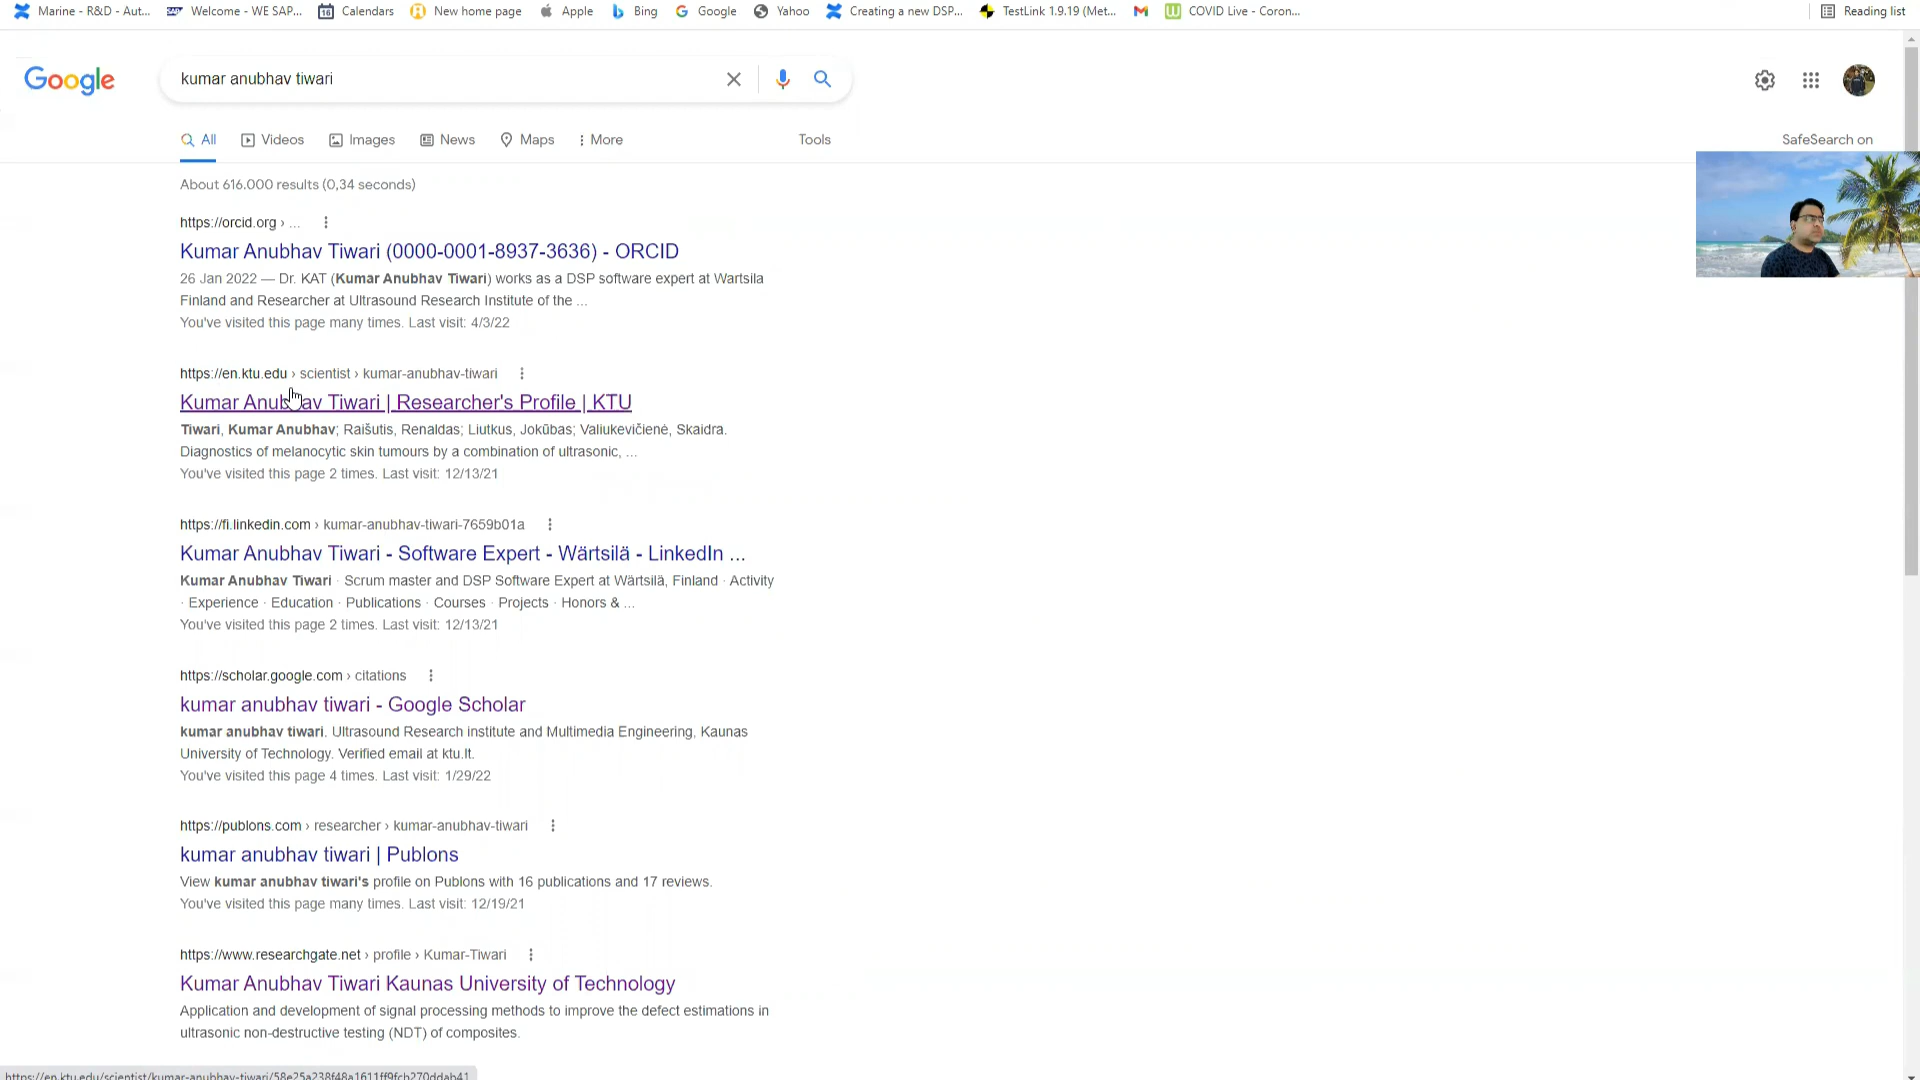 Marine - R&D - Aut... Welcome - WE SAP... Calendars New home page Apple Bing Google Yahoo Creating a new DSP... TestLink 1.9.19 (Met... COVID Live - Coron... Reading list
Google kumar anubhav tiwari
All Videos Images News Maps More Tools SafeSearch on
About 616.000 results (0,34 seconds)
https://orcid.org › ...
Kumar Anubhav Tiwari (0000-0001-8937-3636) - ORCID
26 Jan 2022 — Dr. KAT (Kumar Anubhav Tiwari) works as a DSP software expert at Wartsila
Finland and Researcher at Ultrasound Research Institute of the ...
You've visited this page many times. Last visit: 4/3/22
https://en.ktu.edu › scientist › kumar-anubhav-tiwari
Kumar Anubhav Tiwari | Researcher's Profile | KTU
Tiwari, Kumar Anubhav; Raišutis, Renaldas; Liutkus, Jokūbas; Valiukevičienė, Skaidra.
Diagnostics of melanocytic skin tumours by a combination of ultrasonic, ...
You've visited this page 2 times. Last visit: 12/13/21
https://fi.linkedin.com › kumar-anubhav-tiwari-7659b01a
Kumar Anubhav Tiwari - Software Expert - Wärtsilä - LinkedIn ...
Kumar Anubhav Tiwari · Scrum master and DSP Software Expert at Wärtsilä, Finland · Activity
· Experience · Education · Publications · Courses · Projects · Honors & ...
You've visited this page 2 times. Last visit: 12/13/21
https://scholar.google.com › citations
kumar anubhav tiwari - Google Scholar
kumar anubhav tiwari. Ultrasound Research institute and Multimedia Engineering, Kaunas
University of Technology. Verified email at ktu.lt.
You've visited this page 4 times. Last visit: 1/29/22
https://publons.com › researcher › kumar-anubhav-tiwari
kumar anubhav tiwari | Publons
View kumar anubhav tiwari's profile on Publons with 16 publications and 17 reviews.
You've visited this page many times. Last visit: 12/19/21
https://www.researchgate.net › profile › Kumar-Tiwari
Kumar Anubhav Tiwari Kaunas University of Technology
Application and development of signal processing methods to improve the defect estimations in
ultrasonic non-destructive testing (NDT) of composites.
https://en.ktu.edu/scientist/kumar-anubhav-tiwari/58e25a238f48a1611ff9fcb270ddab41